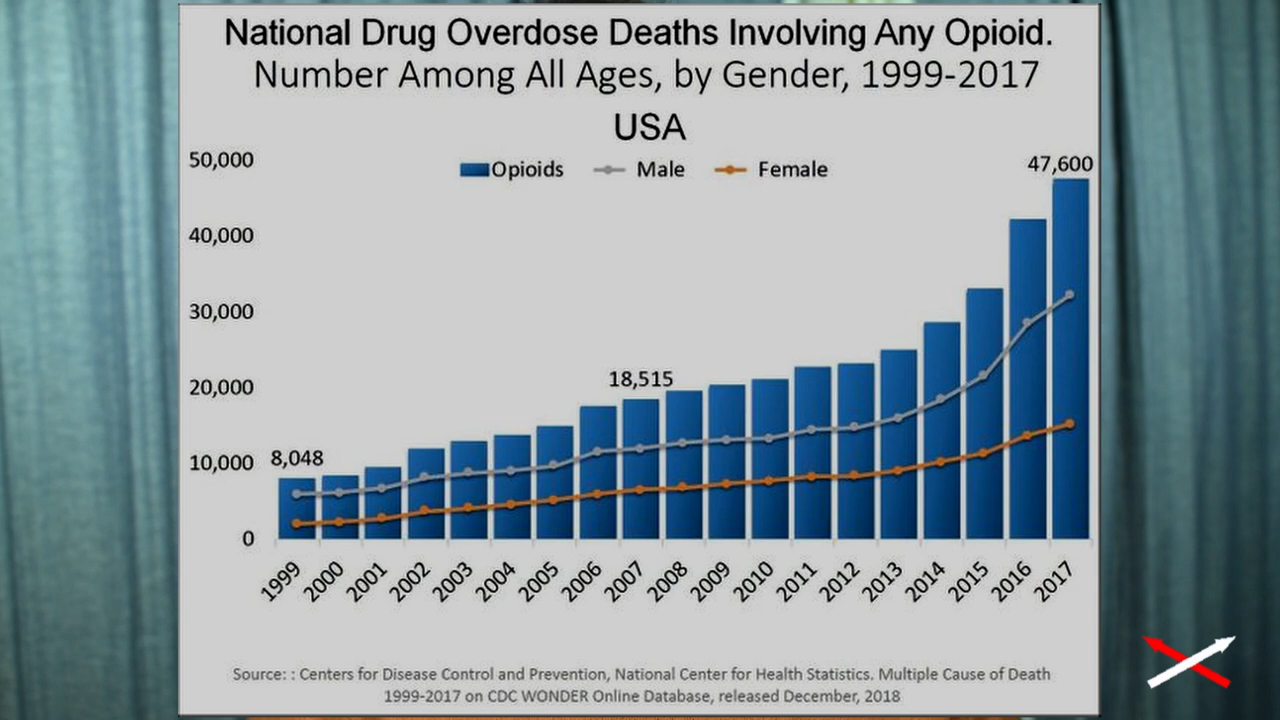 National Drug Overdose Deaths Involving Any Opioid.
Number Among All Ages, by Gender, 1999-2017
USA
Opioids Male Female
50,000
40,000
30,000
20,000
10,000
0
8,048
18,515
47,600
1999 2000 2001 2002 2003 2004 2005 2006 2007 2008 2009 2010 2011 2012 2013 2014 2015 2016 2017
Source: : Centers for Disease Control and Prevention, National Center for Health Statistics. Multiple Cause of Death
1999-2017 on CDC WONDER Online Database, released December, 2018